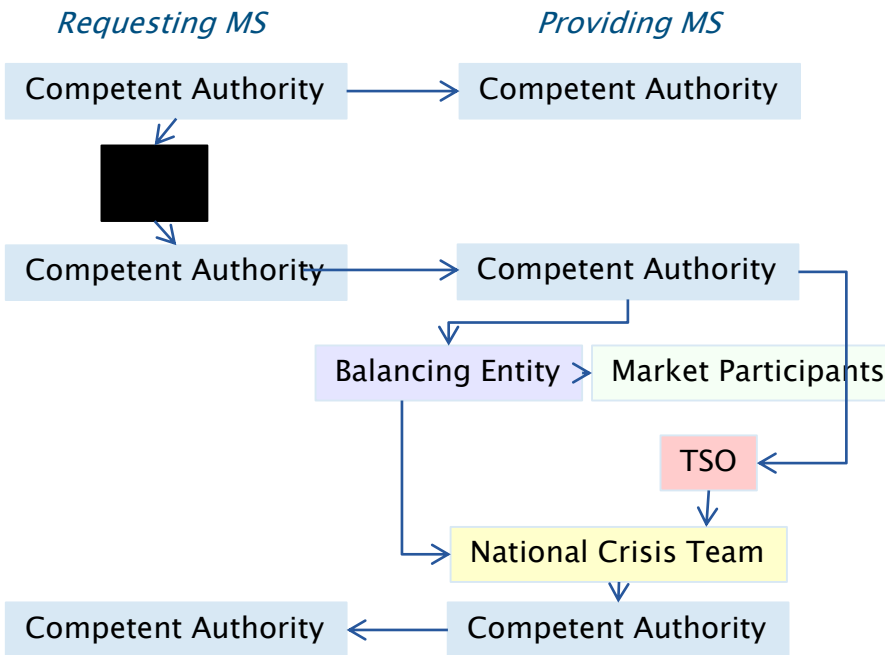 Requesting MS
Providing MS
Competent Authority
Competent Authority
Competent Authority
Competent Authority
Balancing Entity
Market Participants
TSO
National Crisis Team
Competent Authority
Competent Authority